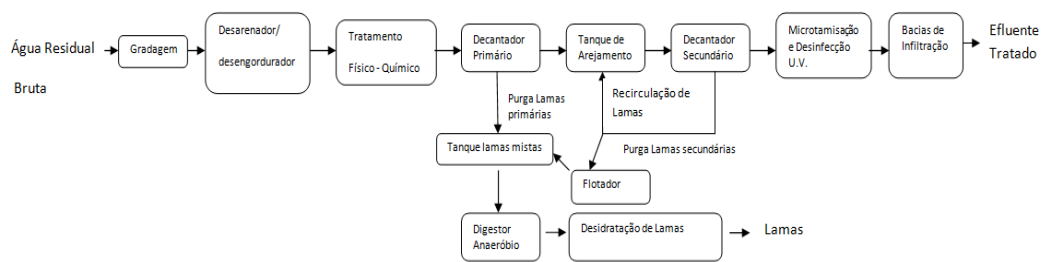 Água Residual
Bruta
Gradagem
Desarenador/
desengordurador
Tratamento
Físico - Químico
Decantador
Primário
Tanque de
Arejamento
Decantador
Secundário
Microtamisação
e Desinfecção
U.V.
Bacias de
Infiltração
Efluente
Tratado
Purga Lamas
primárias
Recirculação de
Lamas
Purga Lamas secundárias
Tanque lamas mistas
Flotador
Digestor
Anaeróbio
Desidratação de Lamas
Lamas